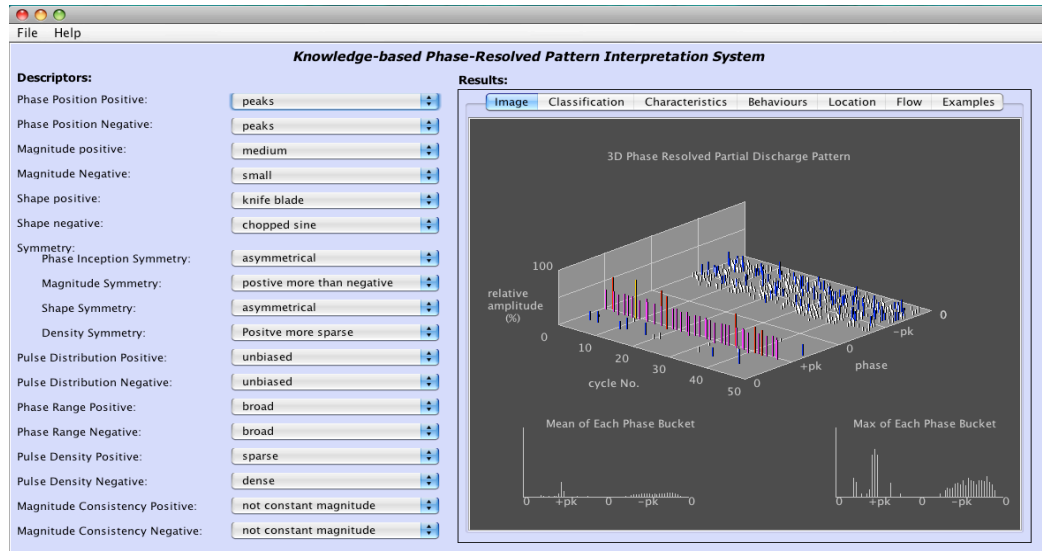 File Help
Knowledge-based Phase-Resolved Pattern Interpretation System
Descriptors:
Phase Position Positive: peaks
Phase Position Negative: peaks
Magnitude positive: medium
Magnitude Negative: small
Shape positive: knife blade
Shape negative: chopped sine
Symmetry:
Phase Inception Symmetry: asymmetrical
Magnitude Symmetry: postive more than negative
Shape Symmetry: asymmetrical
Density Symmetry: Positve more sparse
Pulse Distribution Positive: unbiased
Pulse Distribution Negative: unbiased
Phase Range Positive: broad
Phase Range Negative: broad
Pulse Density Positive: sparse
Pulse Density Negative: dense
Magnitude Consistency Positive: not constant magnitude
Magnitude Consistency Negative: not constant magnitude
Results:
Image Classification Characteristics Behaviours Location Flow Examples
3D Phase Resolved Partial Discharge Pattern
100
relative
amplitude
(%)
0
10
20
30
40
50
cycle No.
0
+pk
0
-pk
0
phase
Mean of Each Phase Bucket
0 +pk 0 -pk 0
Max of Each Phase Bucket
0 +pk 0 -pk 0